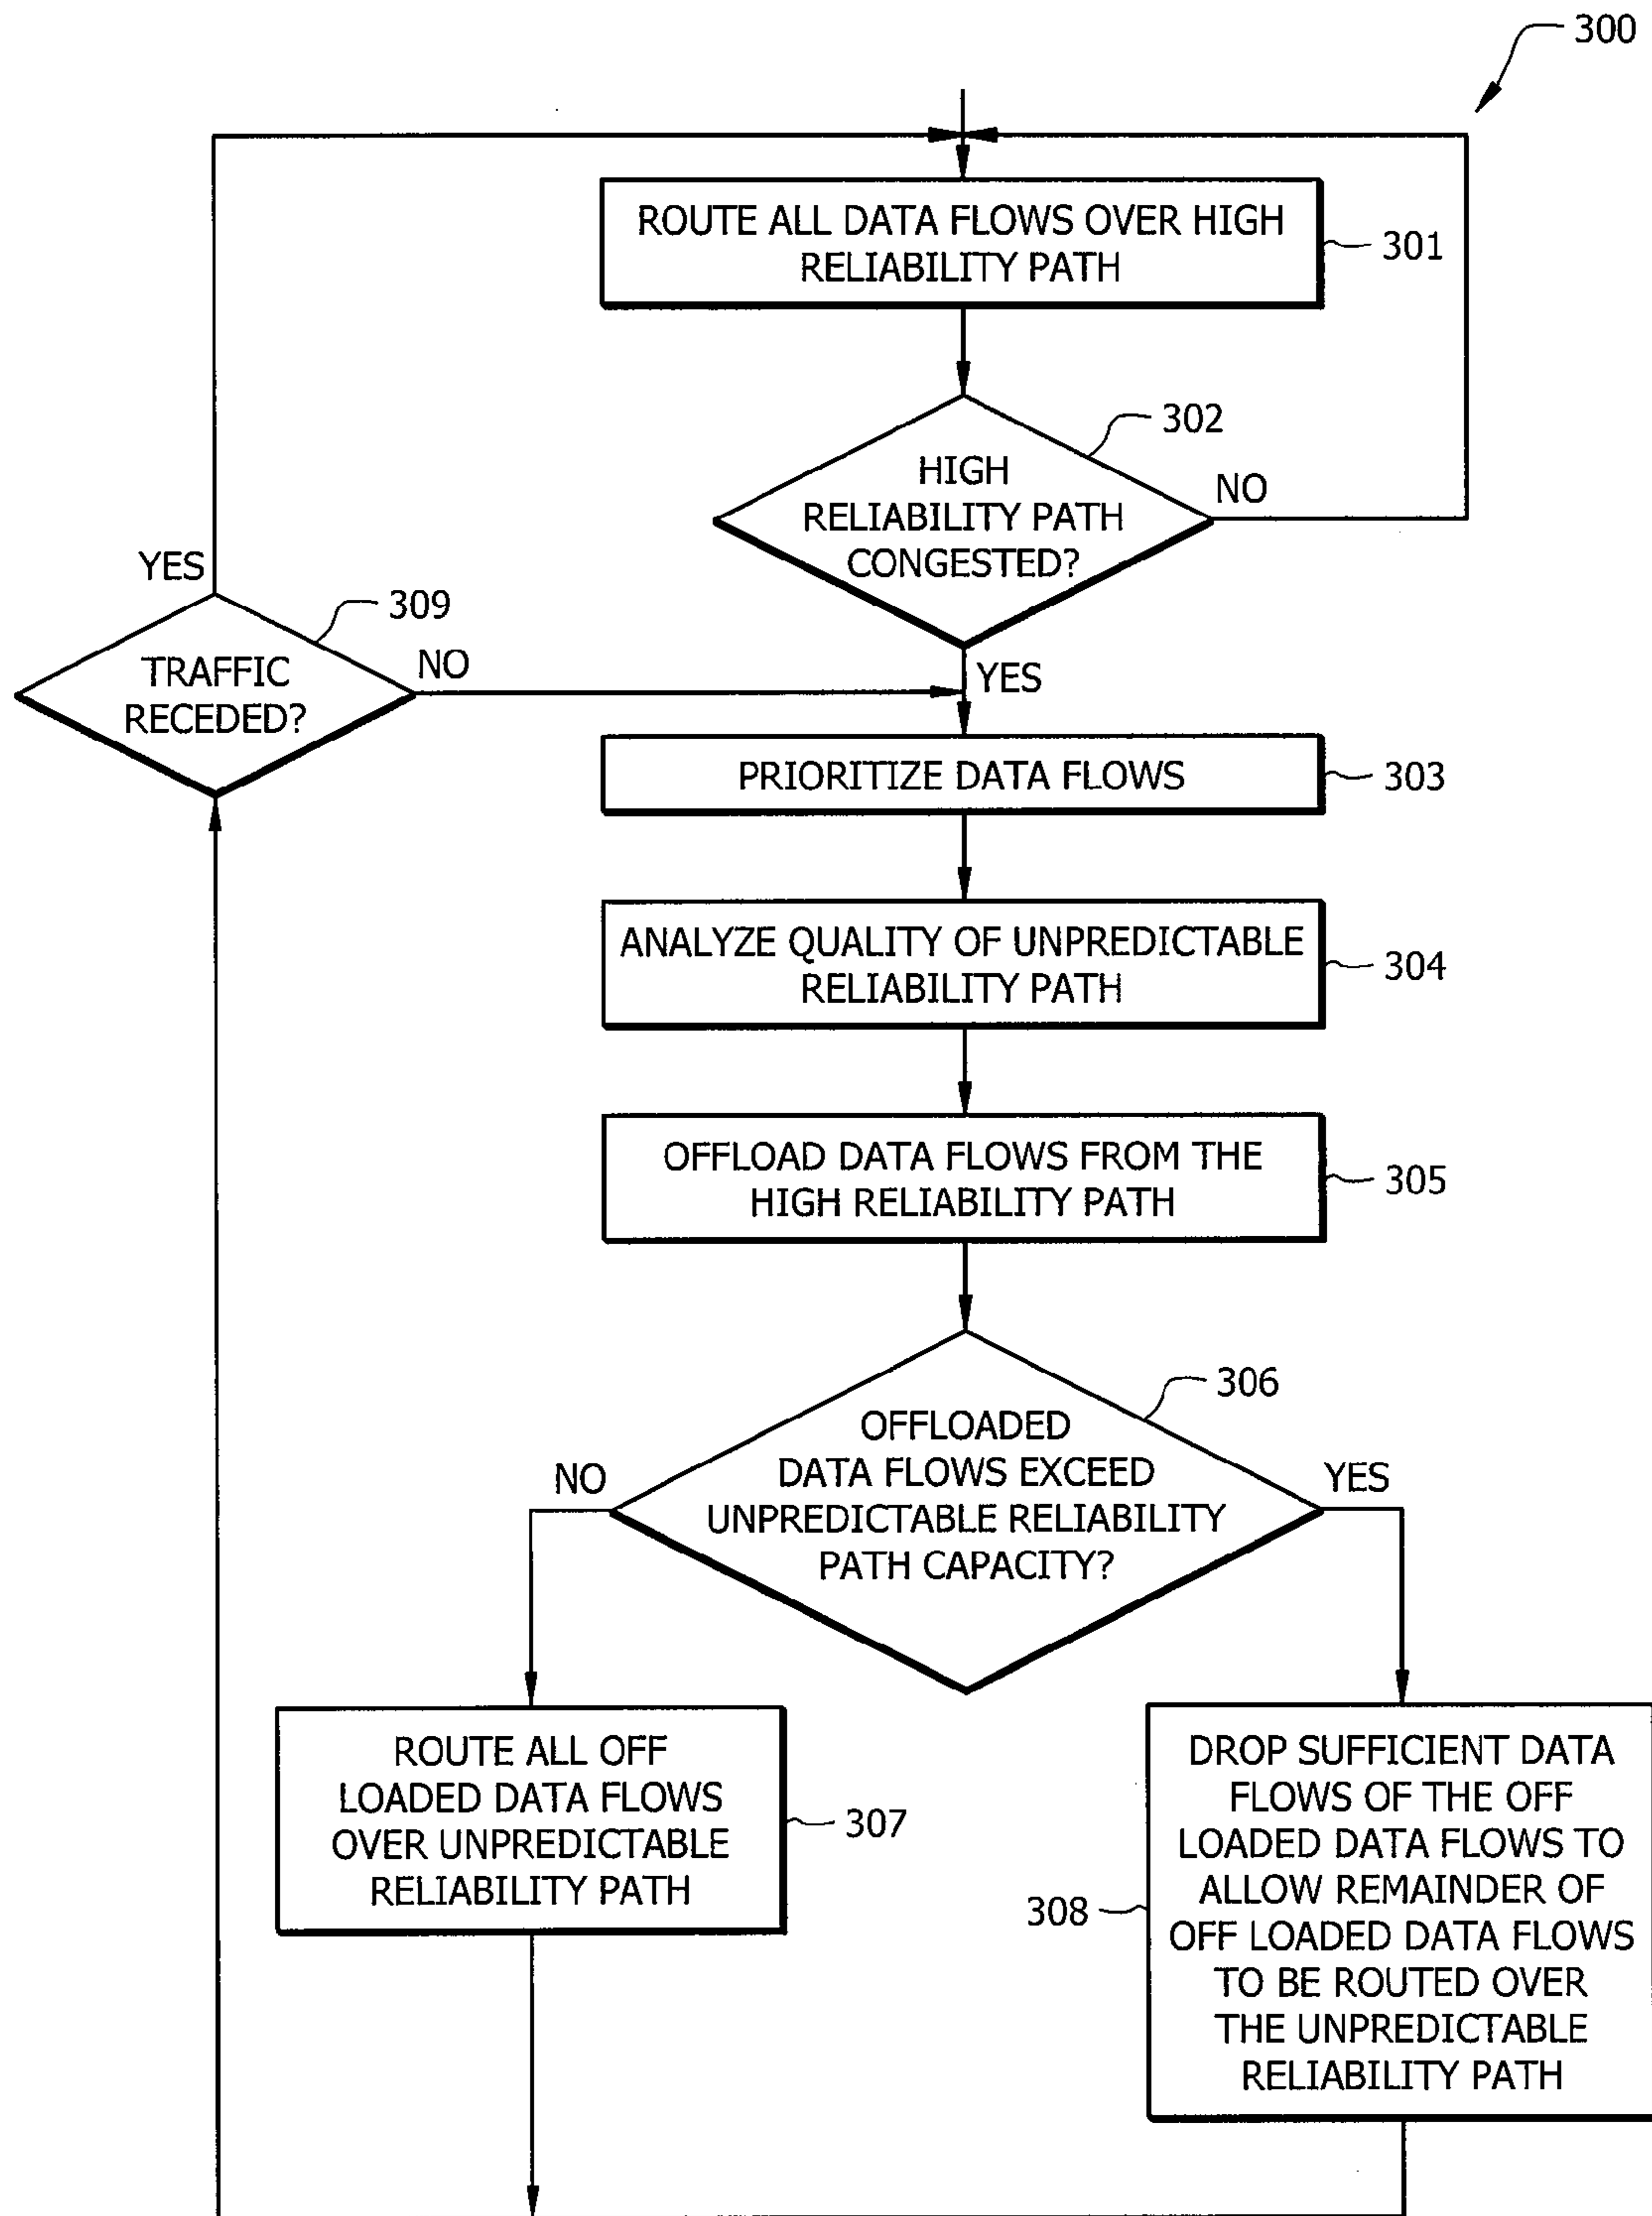 300
ROUTE ALL DATA FLOWS OVER HIGH
RELIABILITY PATH
301
302
HIGH
RELIABILITY PATH
CONGESTED?
NO
YES
YES
309
TRAFFIC
RECEDED?
NO
PRIORITIZE DATA FLOWS
303
ANALYZE QUALITY OF UNPREDICTABLE
RELIABILITY PATH
304
OFFLOAD DATA FLOWS FROM THE
HIGH RELIABILITY PATH
305
306
OFFLOADED
DATA FLOWS EXCEED
UNPREDICTABLE RELIABILITY
PATH CAPACITY?
NO
YES
ROUTE ALL OFF
LOADED DATA FLOWS
OVER UNPREDICTABLE
RELIABILITY PATH
307
DROP SUFFICIENT DATA
FLOWS OF THE OFF
LOADED DATA FLOWS TO
ALLOW REMAINDER OF
OFF LOADED DATA FLOWS
TO BE ROUTED OVER
THE UNPREDICTABLE
RELIABILITY PATH
308